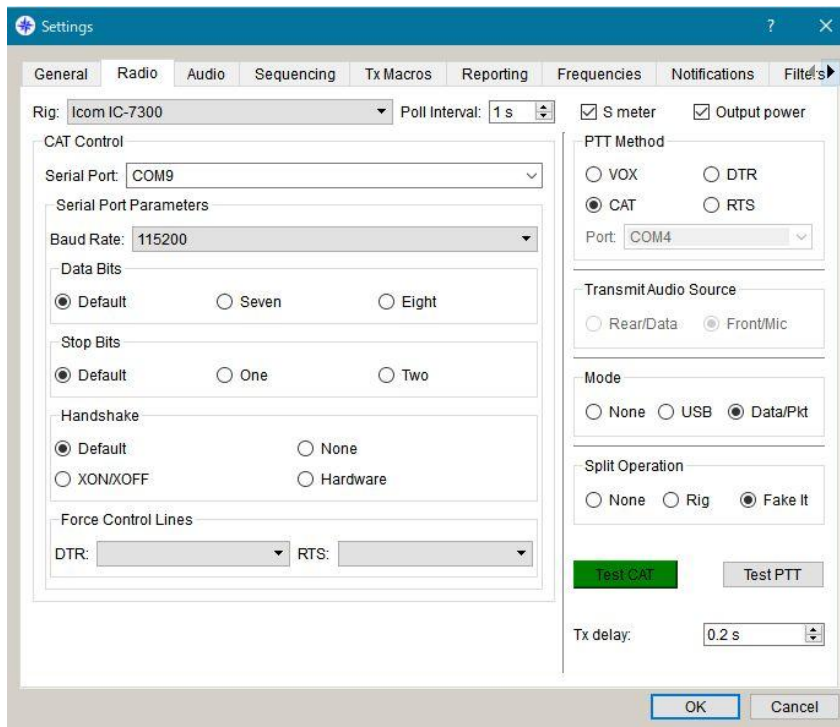 Settings
?
General Radio Audio Sequencing Tx Macros Reporting Frequencies Notifications Filters
Rig: Icom IC-7300 Poll Interval: 1 s S meter Output power
CAT Control
Serial Port: COM9
Serial Port Parameters
Baud Rate: 115200
Data Bits
Default Seven Eight
Stop Bits
Default One Two
Handshake
Default None
XON/XOFF Hardware
Force Control Lines
DTR: RTS:
PTT Method
VOX DTR
CAT RTS
Port: COM4
Transmit Audio Source
Rear/Data Front/Mic
Mode
None USB Data/Pkt
Split Operation
None Rig Fake It
Test CAT Test PTT
Tx delay: 0.2 s
OK Cancel